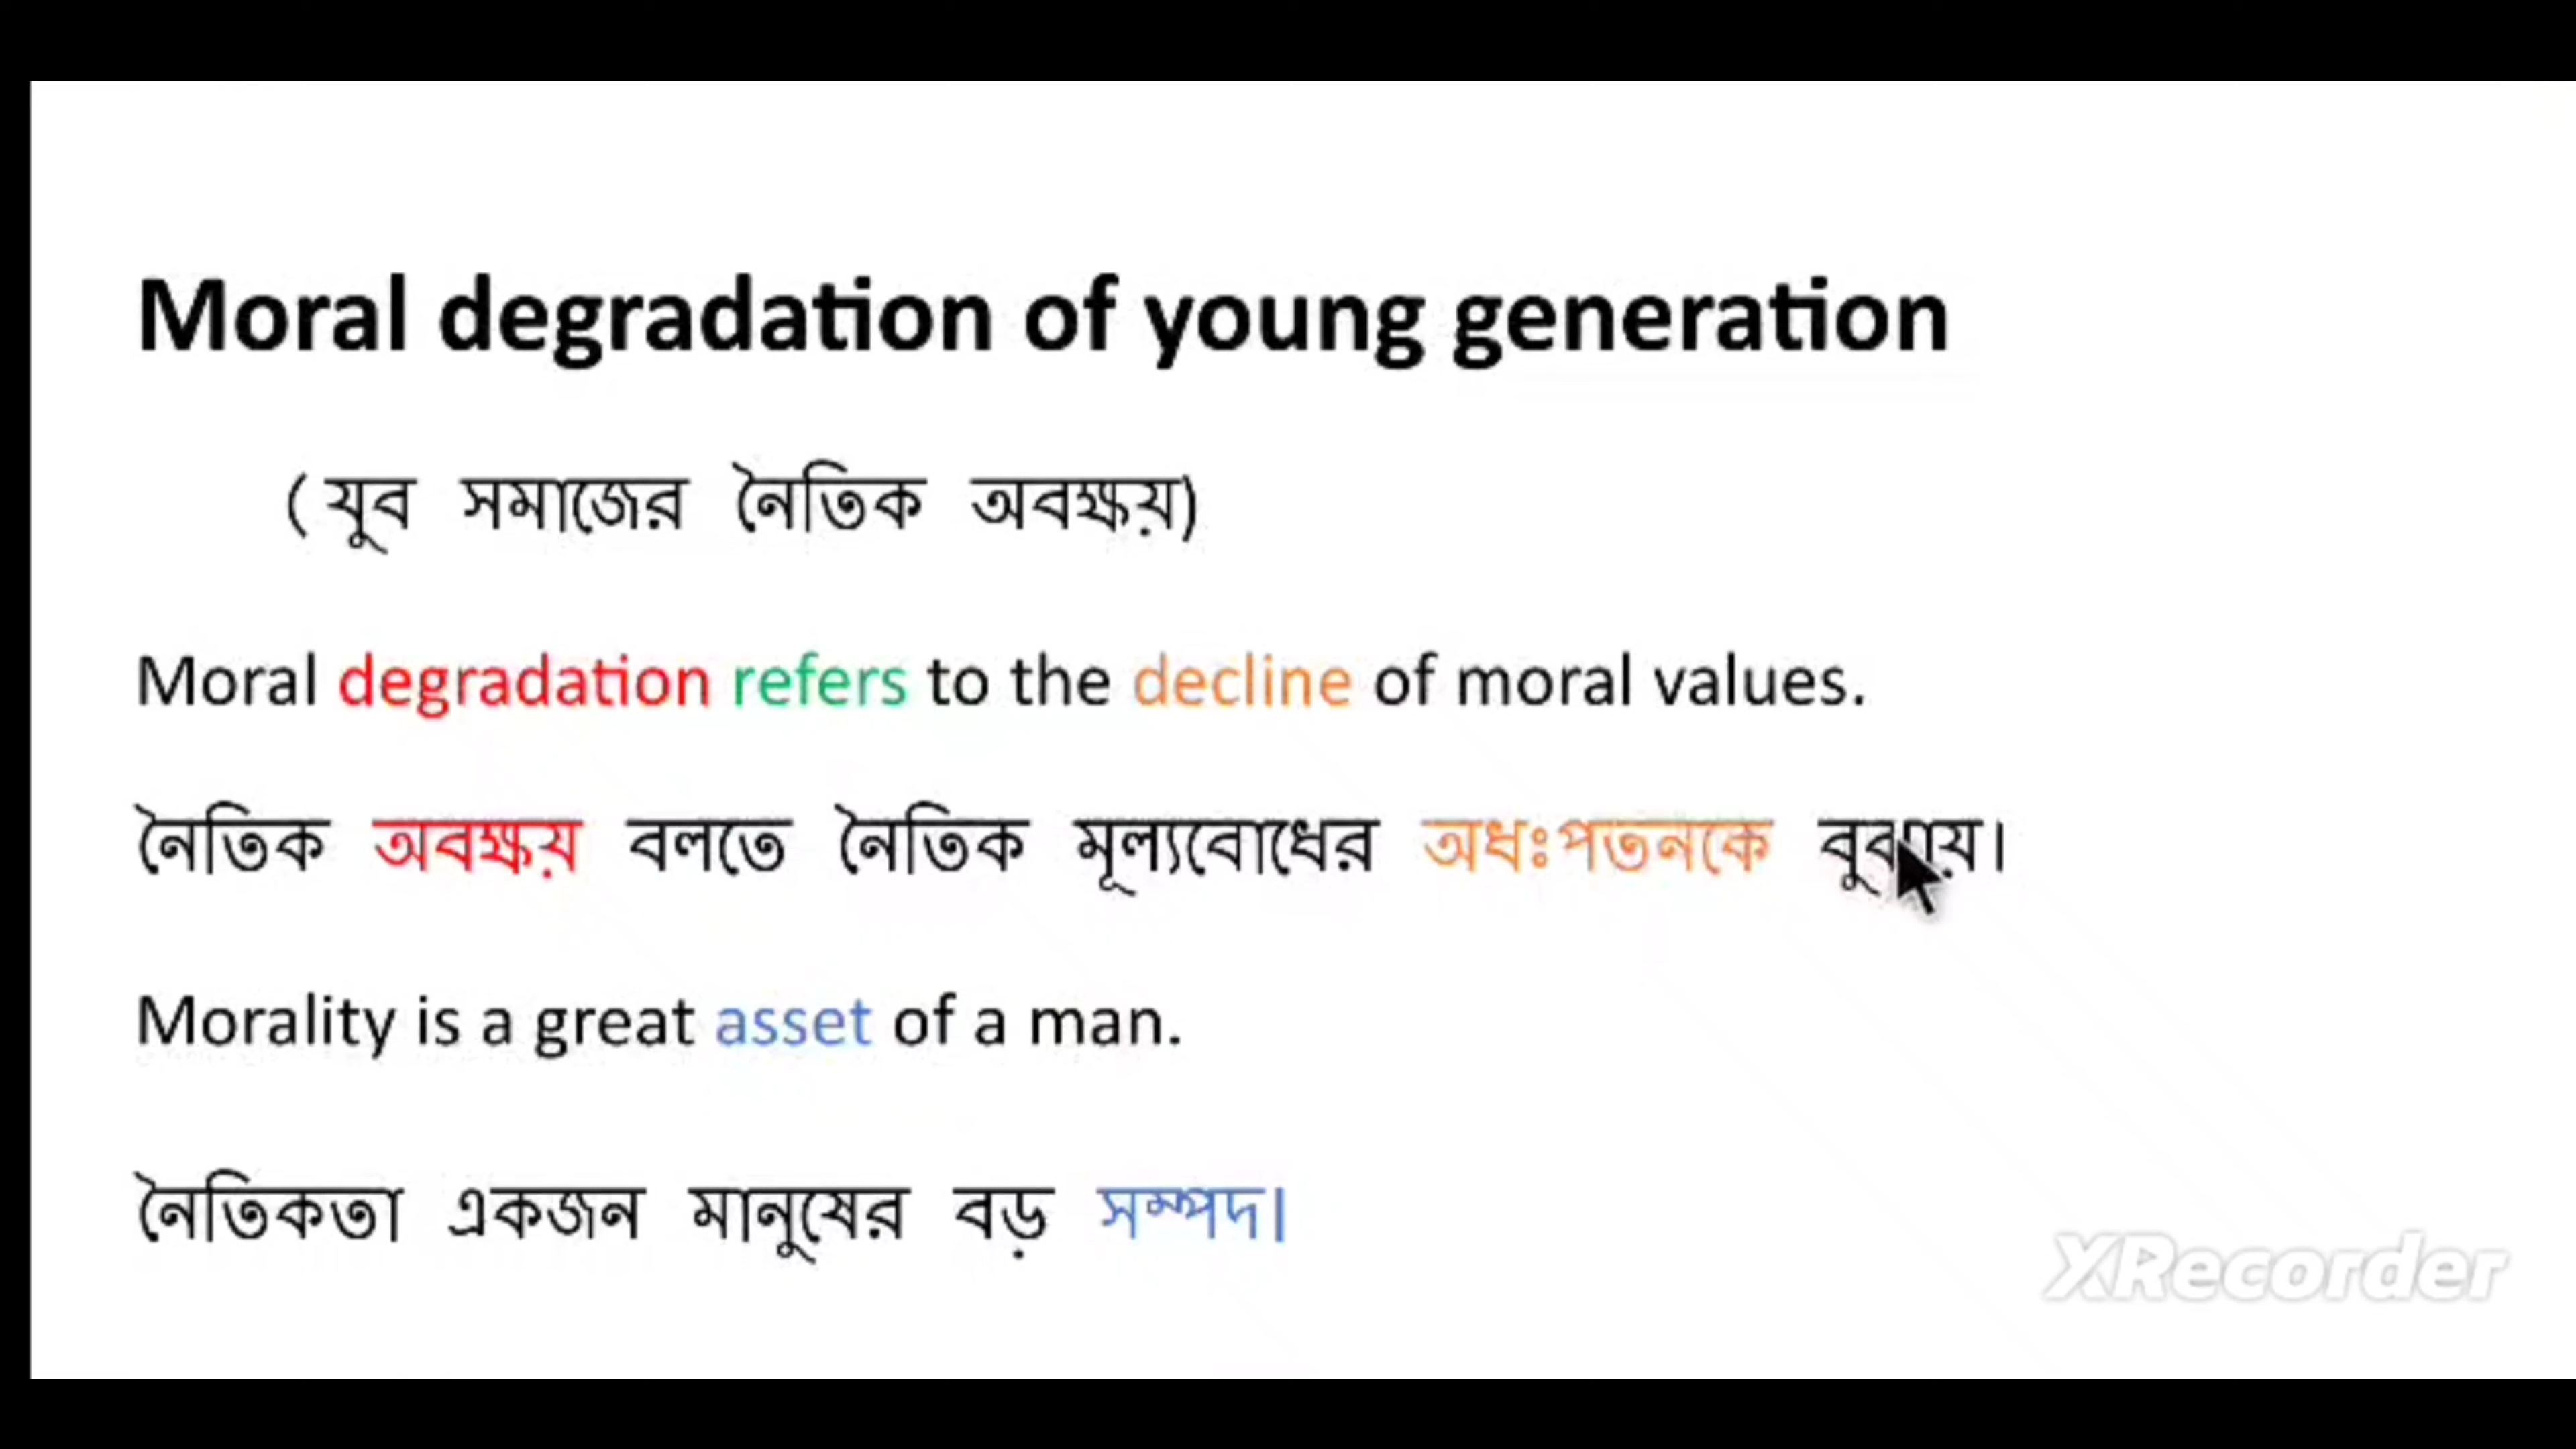 Moral degradation of young generation
( যুব সমাজের নৈতিক অবক্ষয়)
Moral degradation refers to the decline of moral values.
নৈতিক অবক্ষয় বলতে নৈতিক মূল্যবোধের অধঃপতনকে বুঝায়।
Morality is a great asset of a man.
নৈতিকতা একজন মানুষের বড় সম্পদ।
XRecorder